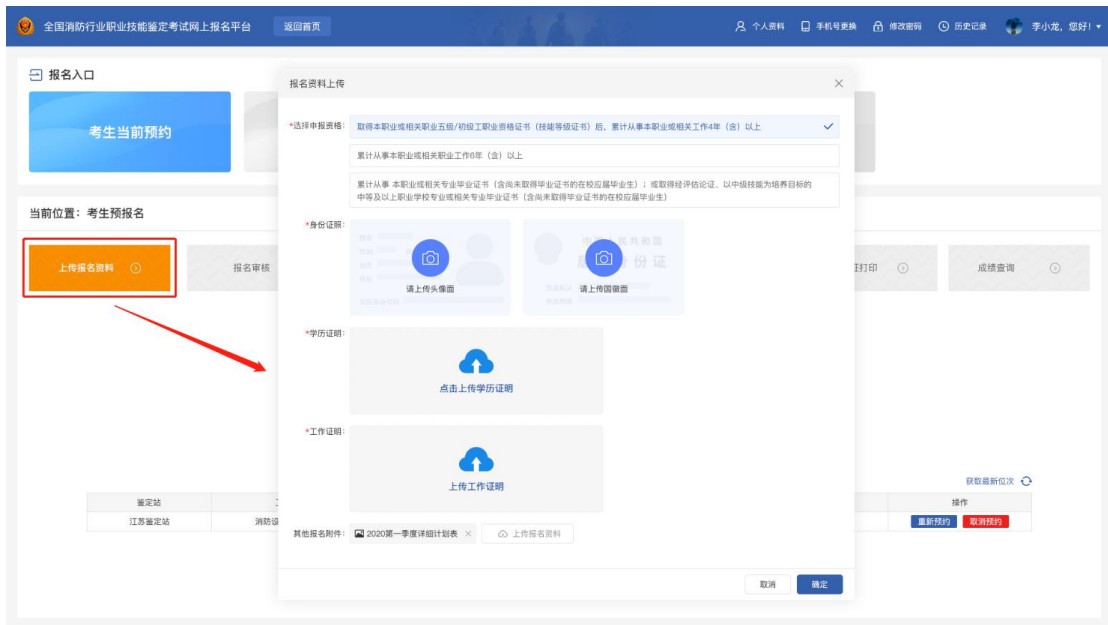 全国消防行业职业技能鉴定考试网上报名平台 返回首页 个人资料 手机号更换 修改密码 历史记录 李小龙，您好！
报名入口
考生当前预约
当前位置：考生预报名
上传报名资料
报名审核
打印
成绩查询
报名资料上传
*选择申报资格：
取得本职业或相关职业五级/初级工职业资格证书（技能等级证书）后，累计从事本职业或相关工作4年（含）以上
累计从事本职业或相关职业工作6年（含）以上
累计从事 本职业或相关专业毕业证书（含尚未取得毕业证书的在校应届毕业生）；或取得经评估论证、以中级技能为培养目标的
中等及以上职业学校专业或相关专业毕业证书（含尚未取得毕业证书的在校应届毕业生）
*身份证照：
请上传头像面
请上传国徽面
*学历证明：
点击上传学历证明
*工作证明：
上传工作证明
其他报名附件： 2020第一季度详细计划表 × 上传报名资料
取消 确定
获取最新位次
鉴定站 操作
江苏鉴定站 消防设 重新预约 取消预约